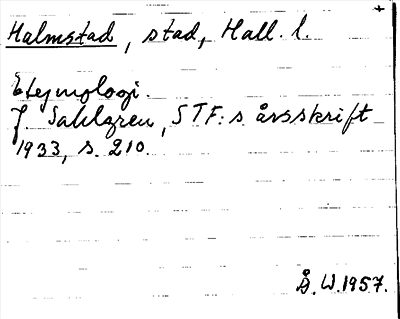 Halmstad, stad, Hall. l.
Etymologi.
J Sahlgren, STF:s årsskrift
1933, s. 210.
Å. W. 1957.